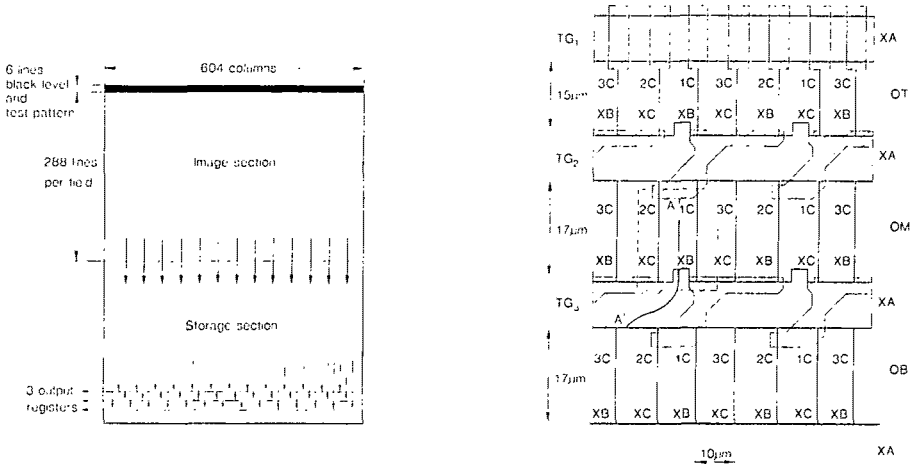 6 lines
black level
and
test pattern
604 columns
Image section
288 lines
per field
Storage section
3 output
registers
TG₁ XA
3C 2C 1C 3C 2C 1C 3C
15µm OT
XB XC XB XC XB XC XB
TG₂ XA
3C 2C A 1C 3C 2C 1C 3C
17µm OM
XB XC XB XC XB XC XB
TG₃ XA
A'
3C 2C 1C 3C 2C 1C 3C
17µm OB
XB XC XB XC XB XC XB
10µm XA